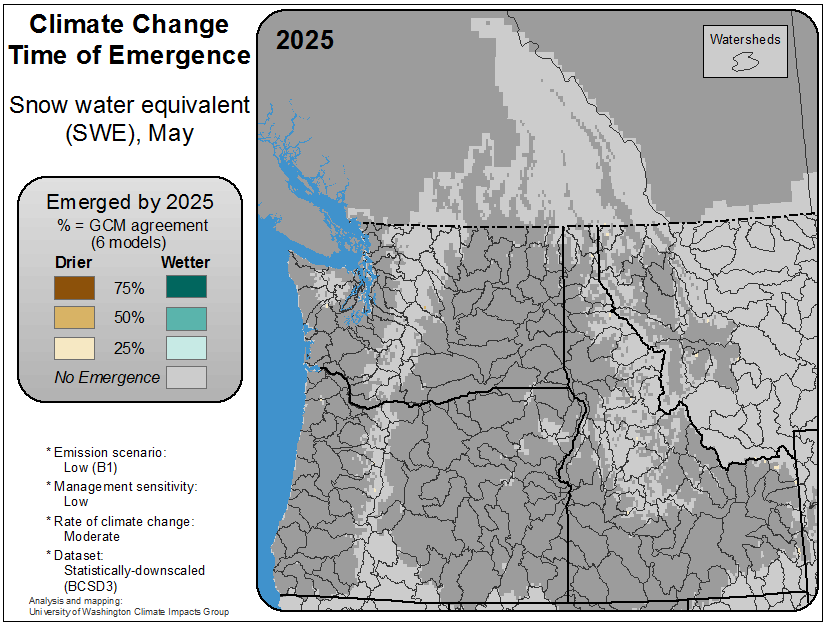 Climate Change
Time of Emergence
Snow water equivalent
(SWE), May
Emerged by 2025
% = GCM agreement
(6 models)
Drier
Wetter
75%
50%
25%
No Emergence
* Emission scenario:
Low (B1)
* Management sensitivity:
Low
* Rate of climate change:
Moderate
* Dataset:
Statistically-downscaled
(BCSD3)
Analysis and mapping:
University of Washington Climate Impacts Group
2025
Watersheds